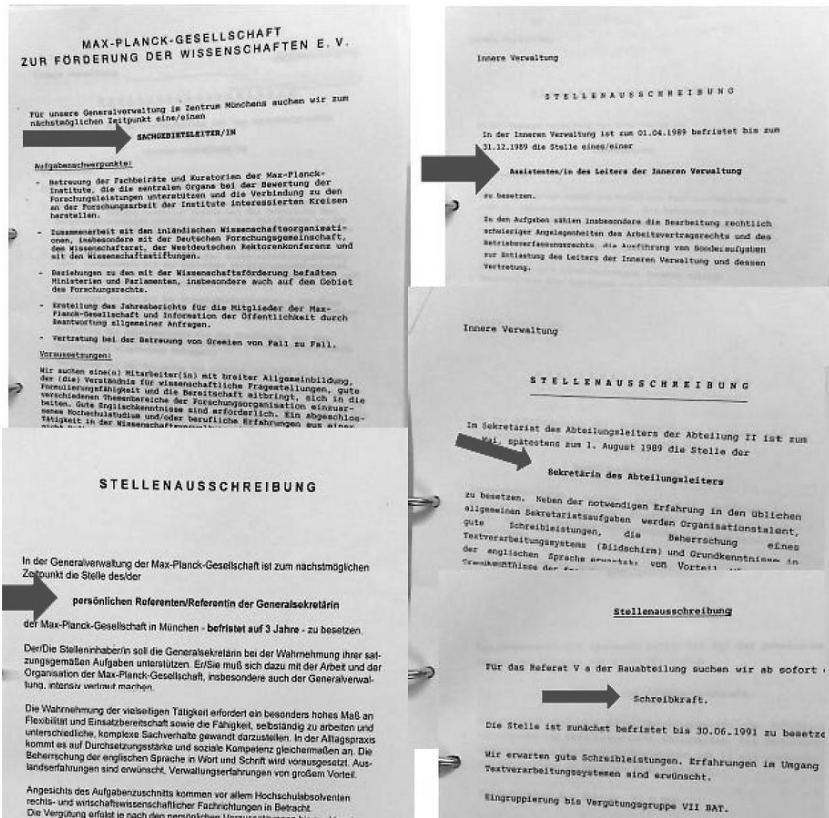 MAX-PLANCK-GESELLSCHAFT
ZUR FÖRDERUNG DER WISSENSCHAFTEN E. V.
Für unsere Generalverwaltung im Zentrum Münchens suchen wir zum
nächstmöglichen Zeitpunkt eine/einen
SACHGEBIETSLEITER/IN
Aufgabenschwerpunkte:
- Betreuung der Fachbeiräte und Kuratorien der Max-Planck-
Institute, die die zentralen Organe bei der Bewertung der
Forschungsleistungen unterstützen und die Verbindung zu den
an der Forschungsarbeit der Institute interessierten Kreisen
herstellen.
- Zusammenarbeit mit den inländischen Wissenschaftsorganisati-
onen, insbesondere mit der Deutschen Forschungsgemeinschaft,
dem Wissenschaftsrat, der Westdeutschen Rektorenkonferenz und
mit den Wissenschaftsstiftungen.
- Beziehungen zu den mit der Wissenschaftsförderung befaßten
Ministerien und Parlamenten, insbesondere auch auf dem Gebiet
des Forschungsrechts.
- Erstellung des Jahresberichts für die Mitglieder der Max-
Planck-Gesellschaft und Information der Öffentlichkeit durch
Beantwortung allgemeiner Anfragen.
- Vertretung bei der Betreuung von Gremien von Fall zu Fall.
Voraussetzungen:
Wir suchen eine(n) Mitarbeiter(in) mit breiter Allgemeinbildung,
der (die) Verständnis für wissenschaftliche Fragestellungen, gute
Formulierungsfähigkeit und die Bereitschaft mitbringt, sich in die
verschiedenen Themenbereiche der Forschungsorganisation einzuar-
beiten. Gute Englischkenntnisse sind erforderlich. Ein abgeschlos-
senes Hochschulstudium und/oder berufliche Erfahrungen aus einer
Tätigkeit in der
Innere Verwaltung
STELLENAUSSCHREIBUNG
In der Inneren Verwaltung ist zum 01.04.1989 befristet bis zum
31.12.1989 die Stelle eines/einer
Assistenten/in des Leiters der Inneren Verwaltung
zu besetzen.
Zu den Aufgaben zählen insbesondere die Bearbeitung rechtlich
schwieriger Angelegenheiten des Arbeitsvertragsrechts und des
Betriebsverfassungsrechts, die Ausführung von Sonderaufgaben
zur Entlastung des Leiters der Inneren Verwaltung und dessen
Vertretung.
Innere Verwaltung
STELLENAUSSCHREIBUNG
Im Sekretariat des Abteilungsleiters der Abteilung II ist zum
Mai, spätestens zum 1. August 1989 die Stelle der
Sekretärin des Abteilungsleiters
zu besetzen. Neben der notwendigen Erfahrung in den üblichen
allgemeinen Sekretariatsaufgaben werden Organisationstalent,
gute Schreibleistungen, die Beherrschung eines
Textverarbeitungssystems (Bildschirm) und Grundkenntnisse in
der englischen Sprache erwartet; von Vorteil
Grundkenntnisse der
STELLENAUSSCHREIBUNG
In der Generalverwaltung der Max-Planck-Gesellschaft ist zum nächstmöglichen
Zeitpunkt die Stelle des/der
persönlichen Referenten/Referentin der Generalsekretärin
der Max-Planck-Gesellschaft in München - befristet auf 3 Jahre - zu besetzen.
Der/Die Stelleninhaber/in soll die Generalsekretärin bei der Wahrnehmung ihrer sat-
zungsgemäßen Aufgaben unterstützen. Er/Sie muß sich dazu mit der Arbeit und der
Organisation der Max-Planck-Gesellschaft, insbesondere auch der Generalverwal-
tung, intensiv vertraut machen.
Die Wahrnehmung der vielseitigen Tätigkeit erfordert ein besonders hohes Maß an
Flexibilität und Einsatzbereitschaft sowie die Fähigkeit, selbständig zu arbeiten und
unterschiedliche, komplexe Sachverhalte gewandt darzustellen. In der Alltagspraxis
kommt es auf Durchsetzungsstärke und soziale Kompetenz gleichermaßen an. Die
Beherrschung der englischen Sprache in Wort und Schrift wird vorausgesetzt. Aus-
landserfahrungen sind erwünscht, Verwaltungserfahrungen von großem Vorteil.
Angesichts des Aufgabenzuschnitts kommen vor allem Hochschulabsolventen
rechts- und wirtschaftswissenschaftlicher Fachrichtungen in Betracht.
Die Vergütung erfolgt je nach den persönlichen Voraussetzungen bis
Stellenausschreibung
Für das Referat V a der Bauabteilung suchen wir ab sofort
Schreibkraft.
Die Stelle ist zunächst befristet bis 30.06.1991 zu besetze
Wir erwarten gute Schreibleistungen. Erfahrungen im Umgang
Textverarbeitungssystemen sind erwünscht.
Eingruppierung bis Vergütungsgruppe VII BAT.